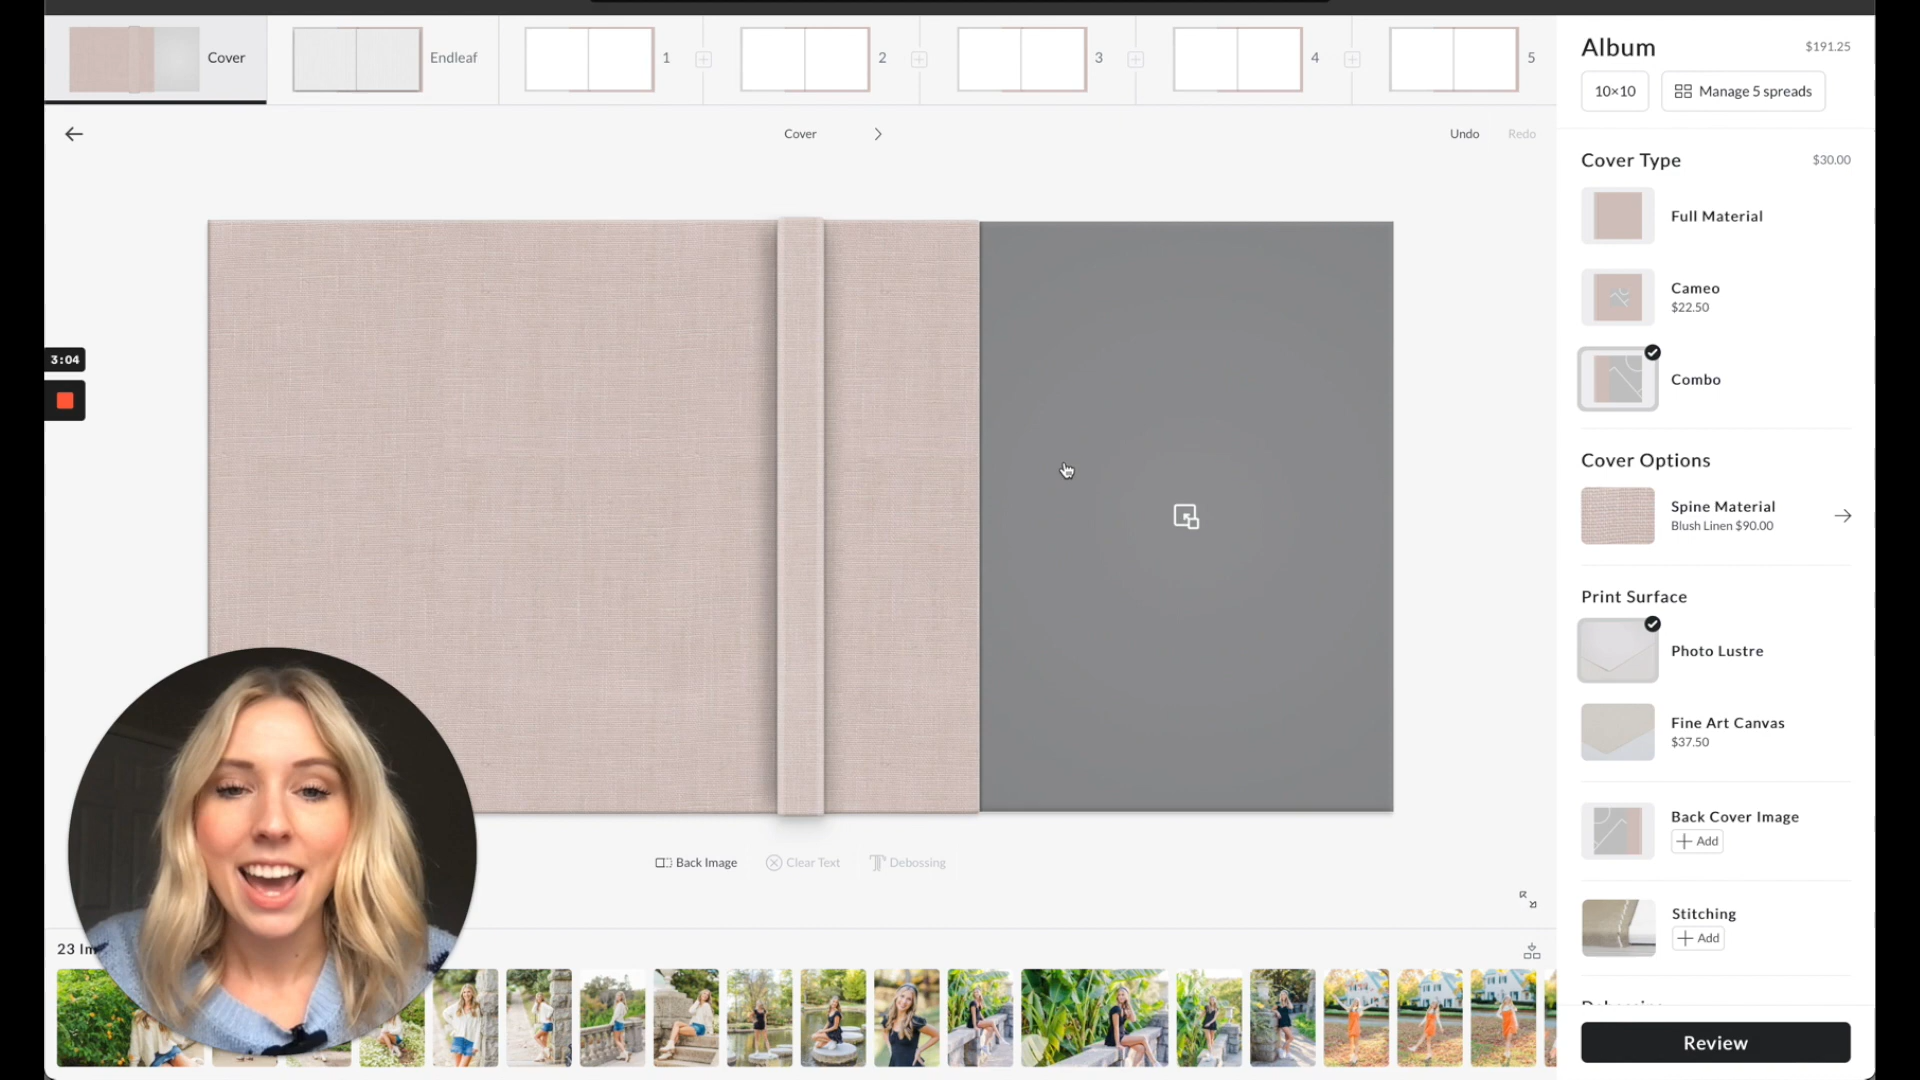 Cover
Endleaf
1
2
3
4
5
Album
$191.25
10×10
Manage 5 spreads
Cover
Undo
Redo
Cover Type
$30.00
Full Material
Cameo
$22.50
Combo
3:04
Cover Options
Spine Material
Blush Linen $90.00
Print Surface
Photo Lustre
Fine Art Canvas
$37.50
Back Cover Image
Add
Back Image
Clear Text
Debossing
Stitching
Add
23 Im
Review